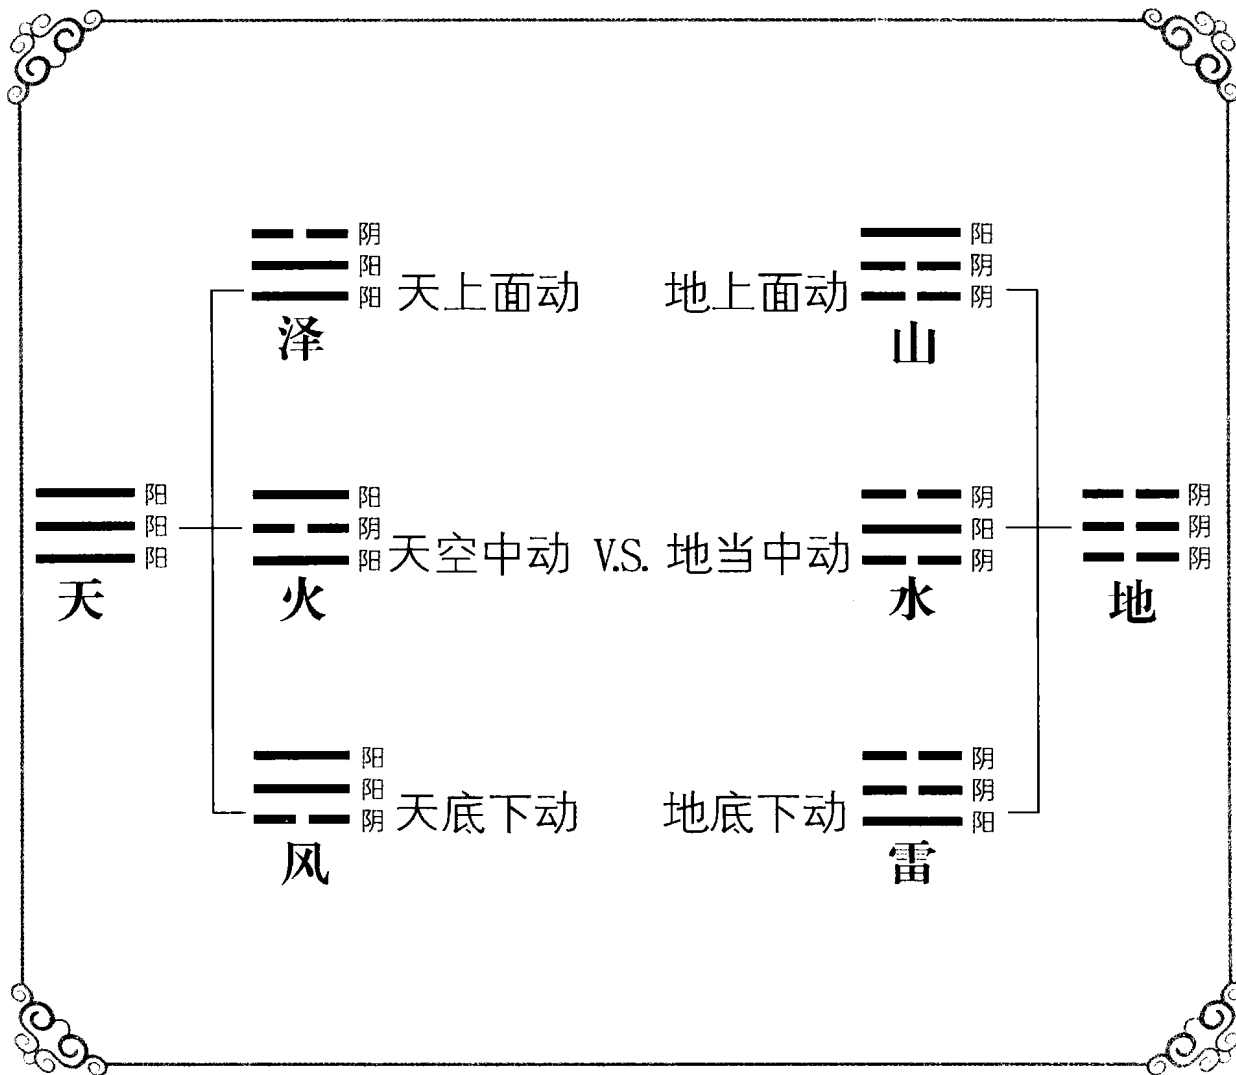 阴
阳
阳 天上面动
泽
阳
阴
地上面动 阴
山
阳
阳
阳
天
阳
阴
阳 天空中动 V.S. 地当中动
火
阴
阳
阴
水
阴
阴
阴
地
阳
阳
阴 天底下动
风
阴
阴
地底下动 阳
雷